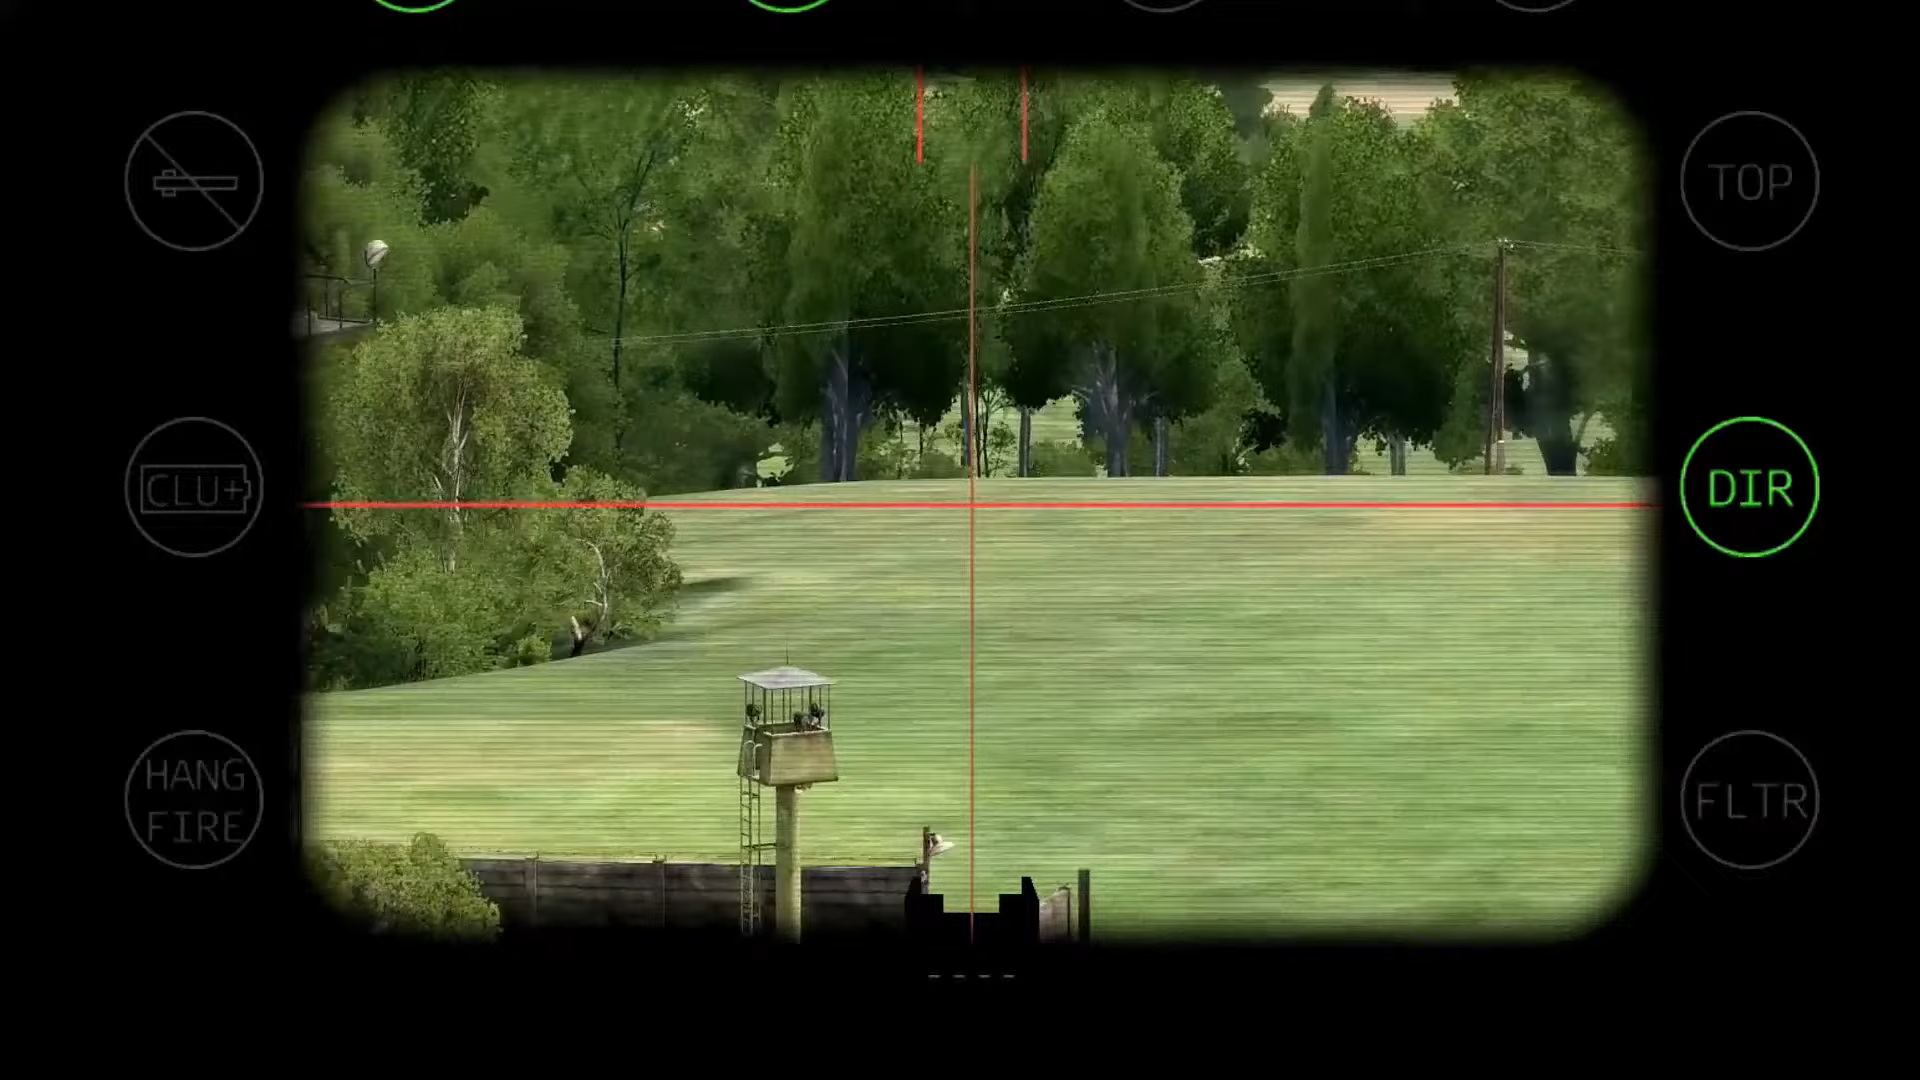 TOP
CLU+
DIR
HANG
FIRE
FLTR
- - - -